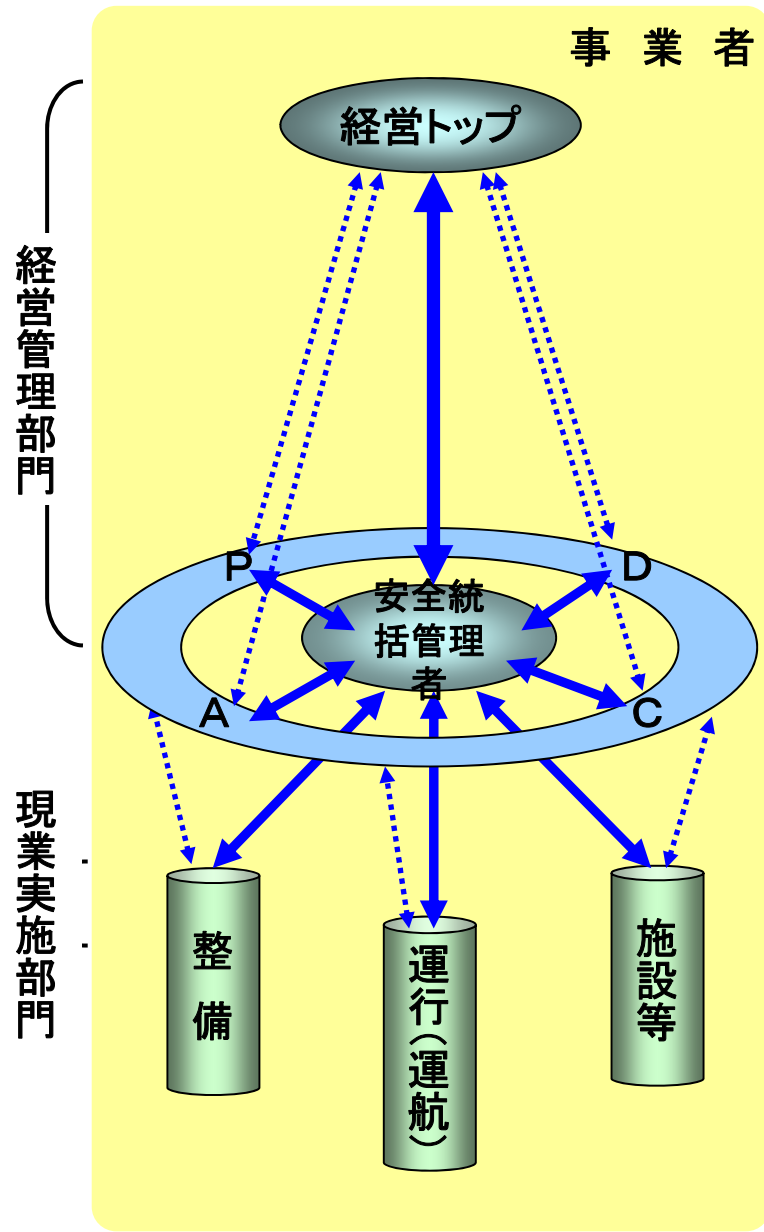 事業者
経営トップ
経営管理部門
P
D
安全統
括管理
者
A
C
現業実施部門
整備
運行(運航)
施設等